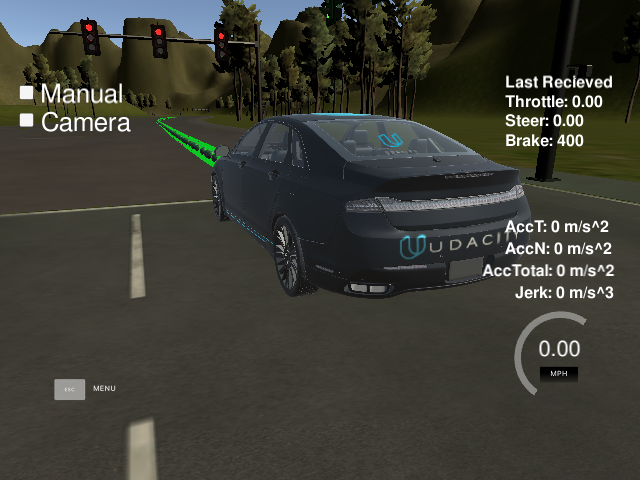 Manual
Camera
Last Recieved
Throttle: 0.00
Steer: 0.00
Brake: 400
UDACI
AccT: 0 m/s^2
AccN: 0 m/s^2
AccTotal: 0 m/s^2
Jerk: 0 m/s^3
0.00
MPH
ESC
MENU